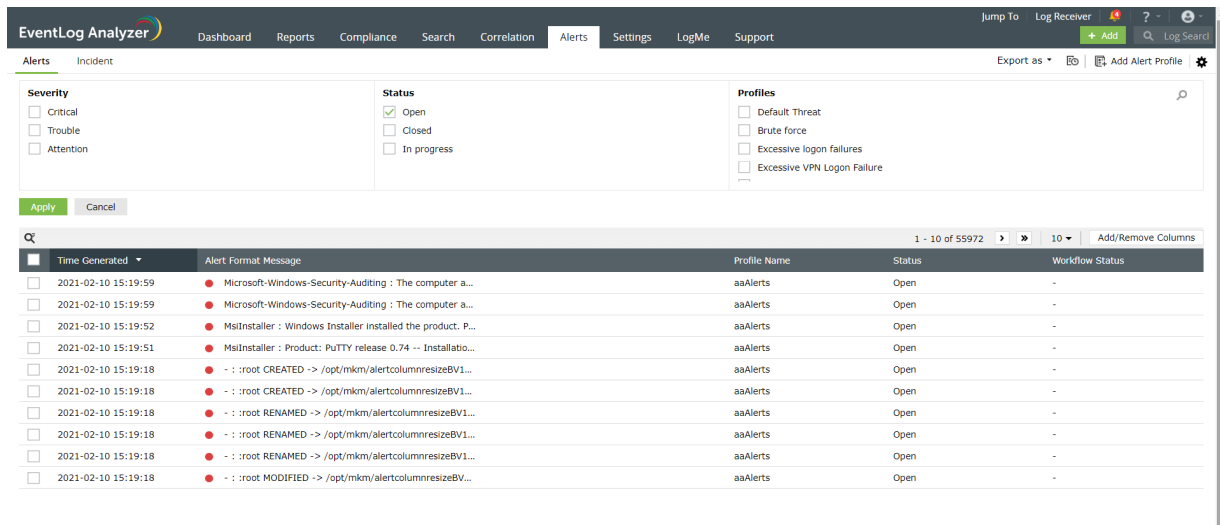 Jump To Log Receiver 4 ?
EventLog Analyzer Dashboard Reports Compliance Search Correlation Alerts Settings LogMe Support + Add Log Searcl
Alerts Incident Export as Add Alert Profile
Severity Status Profiles
Critical Open Default Threat
Trouble Closed Brute force
Attention In progress Excessive logon failures
Excessive VPN Logon Failure
Apply Cancel
1 - 10 of 55972 10 Add/Remove Columns
Time Generated Alert Format Message Profile Name Status Workflow Status
2021-02-10 15:19:59 Microsoft-Windows-Security-Auditing : The computer a... aaAlerts Open -
2021-02-10 15:19:59 Microsoft-Windows-Security-Auditing : The computer a... aaAlerts Open -
2021-02-10 15:19:52 MsiInstaller : Windows Installer installed the product. P... aaAlerts Open -
2021-02-10 15:19:51 MsiInstaller : Product: PuTTY release 0.74 -- Installatio... aaAlerts Open -
2021-02-10 15:19:18 - : :root CREATED -> /opt/mkm/alertcolumnresizeBV1... aaAlerts Open -
2021-02-10 15:19:18 - : :root CREATED -> /opt/mkm/alertcolumnresizeBV1... aaAlerts Open -
2021-02-10 15:19:18 - : :root RENAMED -> /opt/mkm/alertcolumnresizeBV1... aaAlerts Open -
2021-02-10 15:19:18 - : :root RENAMED -> /opt/mkm/alertcolumnresizeBV1... aaAlerts Open -
2021-02-10 15:19:18 - : :root RENAMED -> /opt/mkm/alertcolumnresizeBV1... aaAlerts Open -
2021-02-10 15:19:18 - : :root MODIFIED -> /opt/mkm/alertcolumnresizeBV... aaAlerts Open -